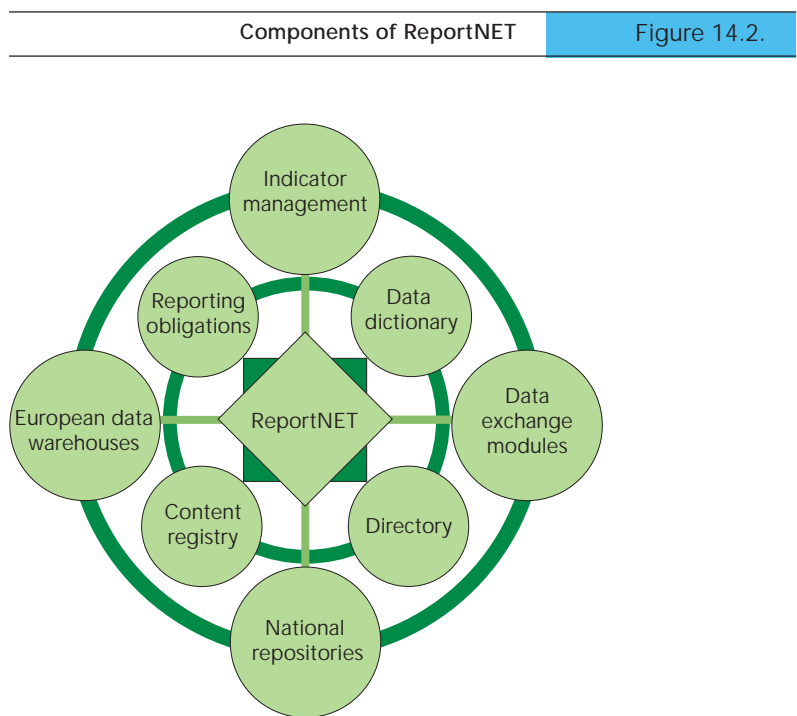 Components of ReportNET
Figure 14.2.
Indicator
management
Reporting
obligations
Data
dictionary
European data
warehouses
ReportNET
Data
exchange
modules
Content
registry
Directory
National
repositories